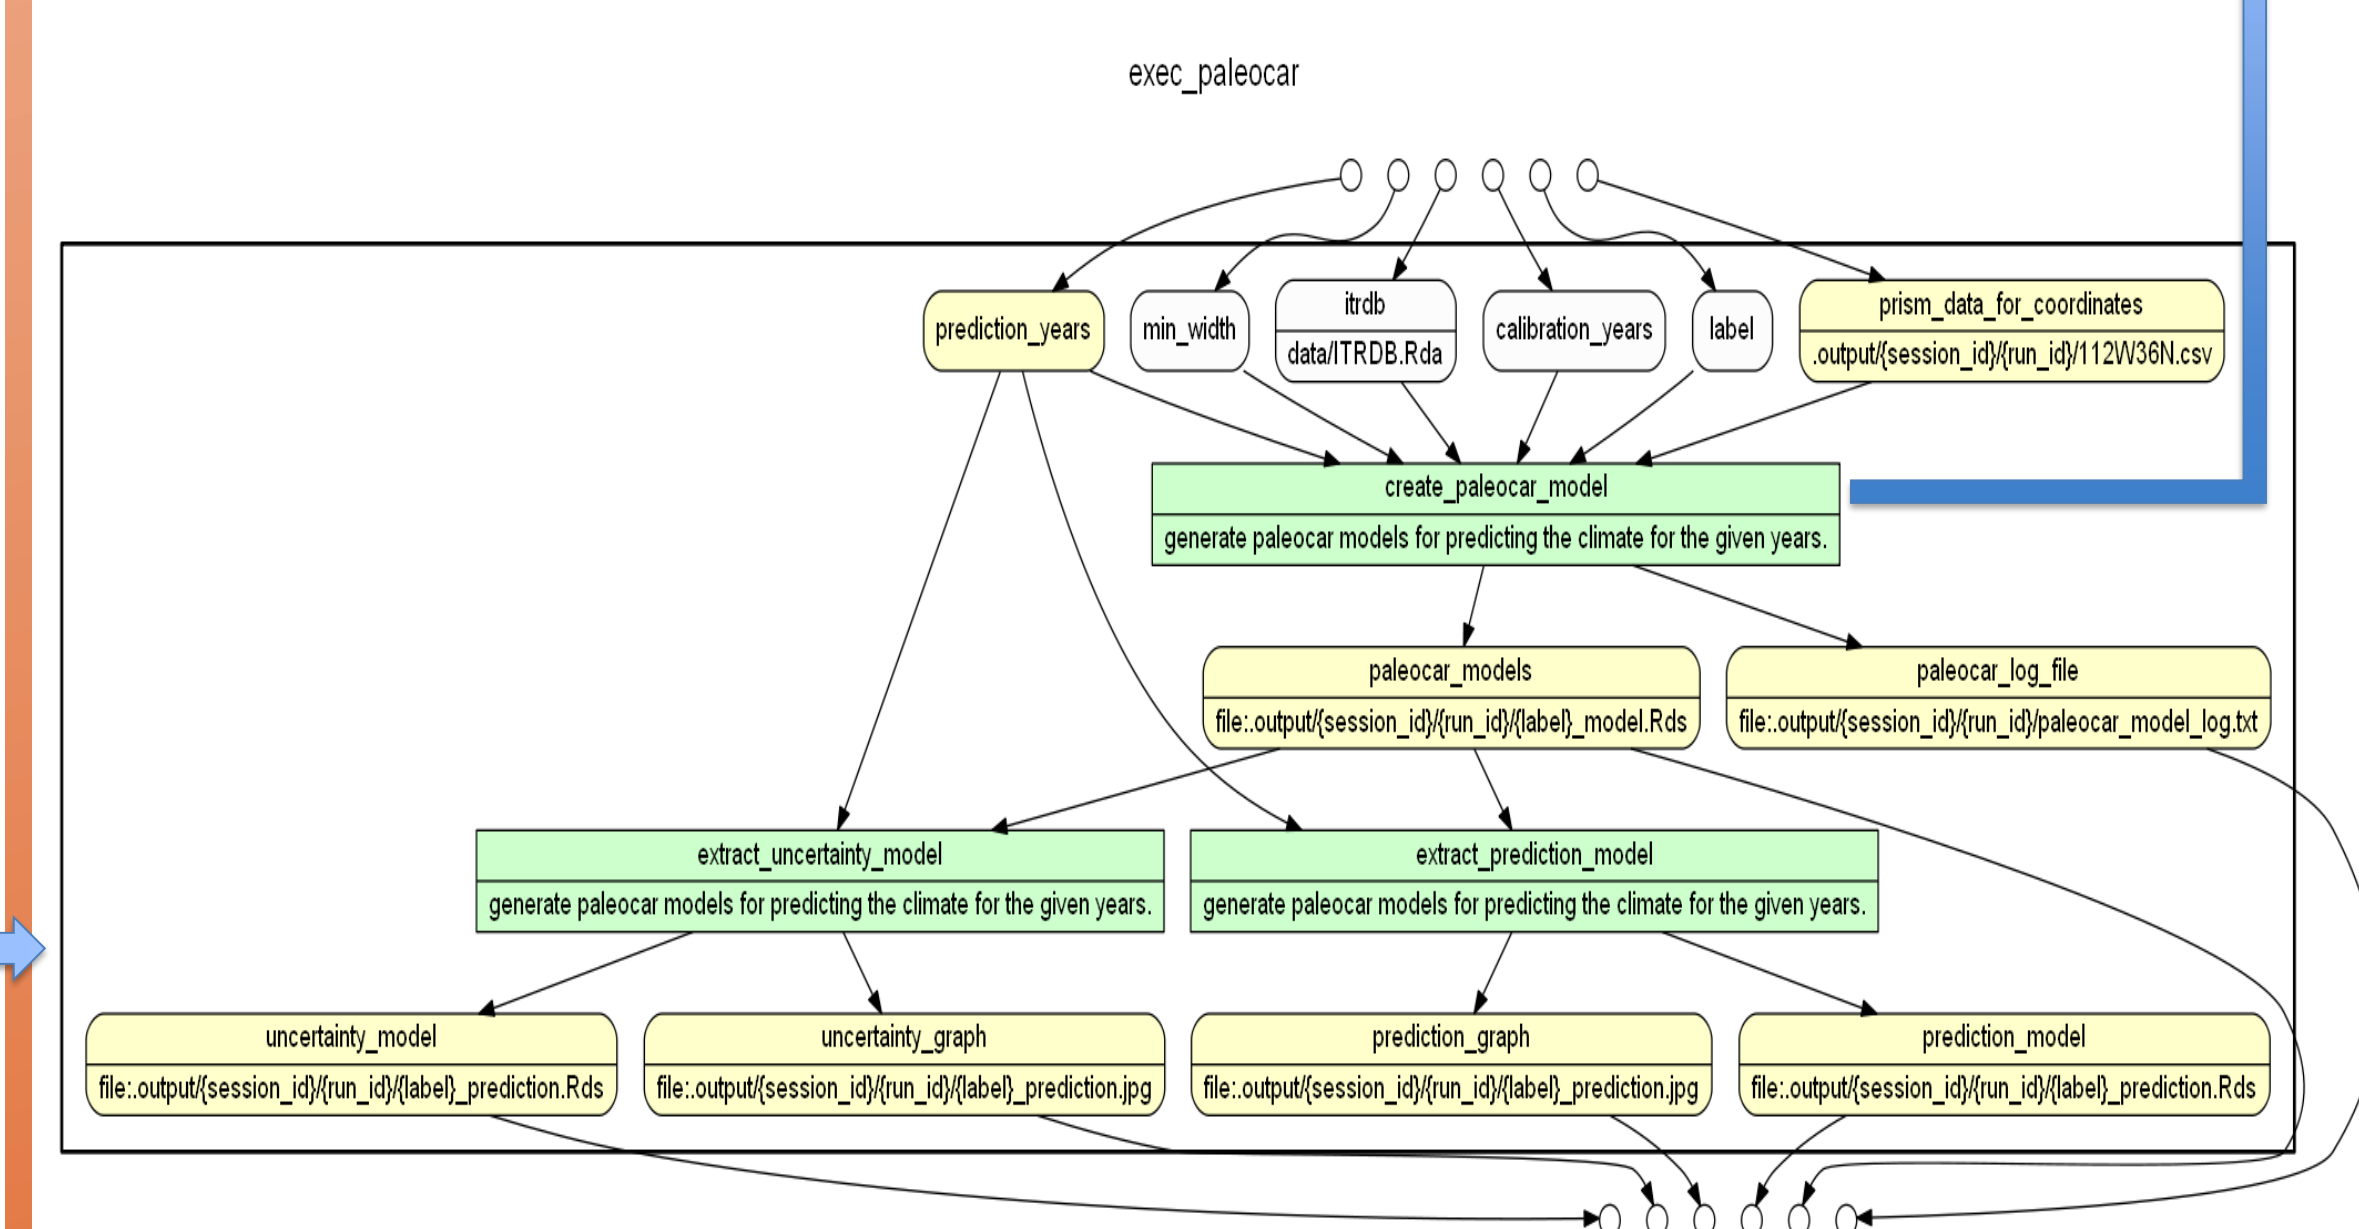 exec_paleocar
prediction_years
min_width
itrdb
data/ITRDB.Rda
calibration_years
label
prism_data_for_coordinates
.output/{session_id}/{run_id}/112W36N.csv
create_paleocar_model
generate paleocar models for predicting the climate for the given years.
paleocar_models
file:.output/{session_id}/{run_id}/{label}_model.Rds
paleocar_log_file
file:.output/{session_id}/{run_id}/paleocar_model_log.txt
extract_uncertainty_model
generate paleocar models for predicting the climate for the given years.
extract_prediction_model
generate paleocar models for predicting the climate for the given years.
uncertainty_model
file:.output/{session_id}/{run_id}/{label}_prediction.Rds
uncertainty_graph
file:.output/{session_id}/{run_id}/{label}_prediction.jpg
prediction_graph
file:.output/{session_id}/{run_id}/{label}_prediction.jpg
prediction_model
file:.output/{session_id}/{run_id}/{label}_prediction.Rds